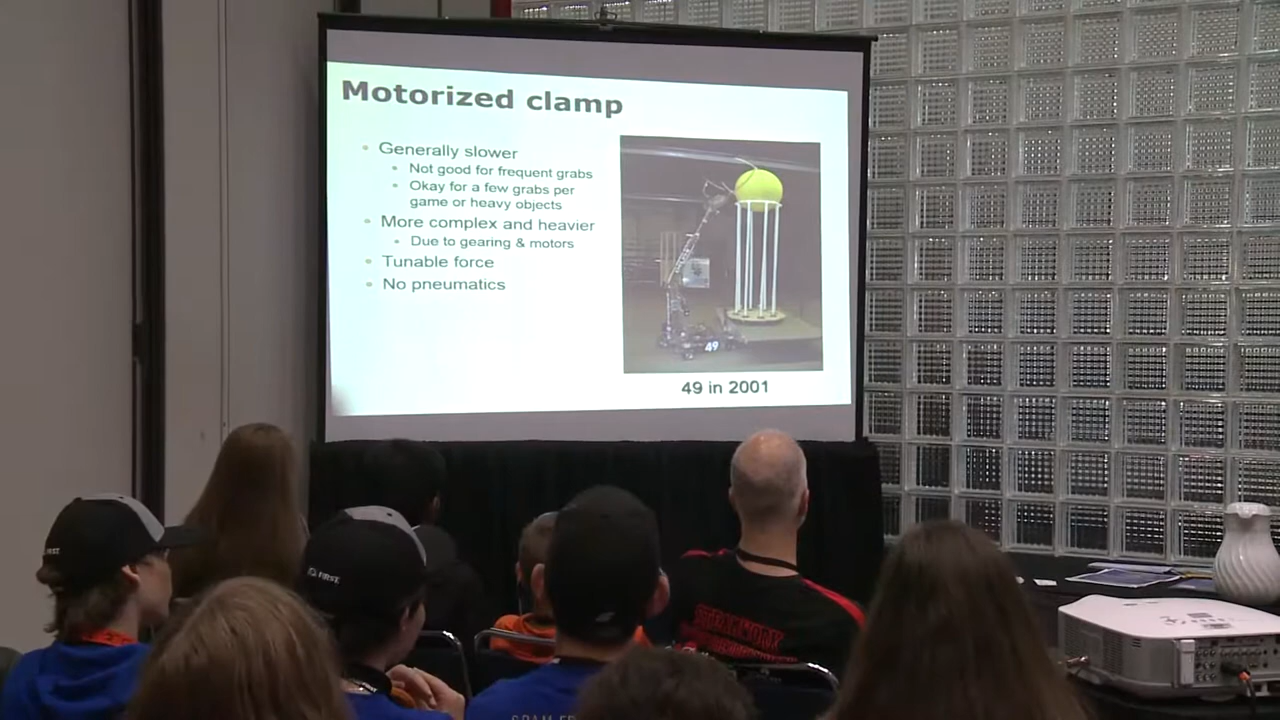 Motorized clamp
Generally slower
Not good for frequent grabs
Okay for a few grabs per
game or heavy objects
More complex and heavier
Due to gearing & motors
Tunable force
No pneumatics
49
49 in 2001
FIRST
FIRST